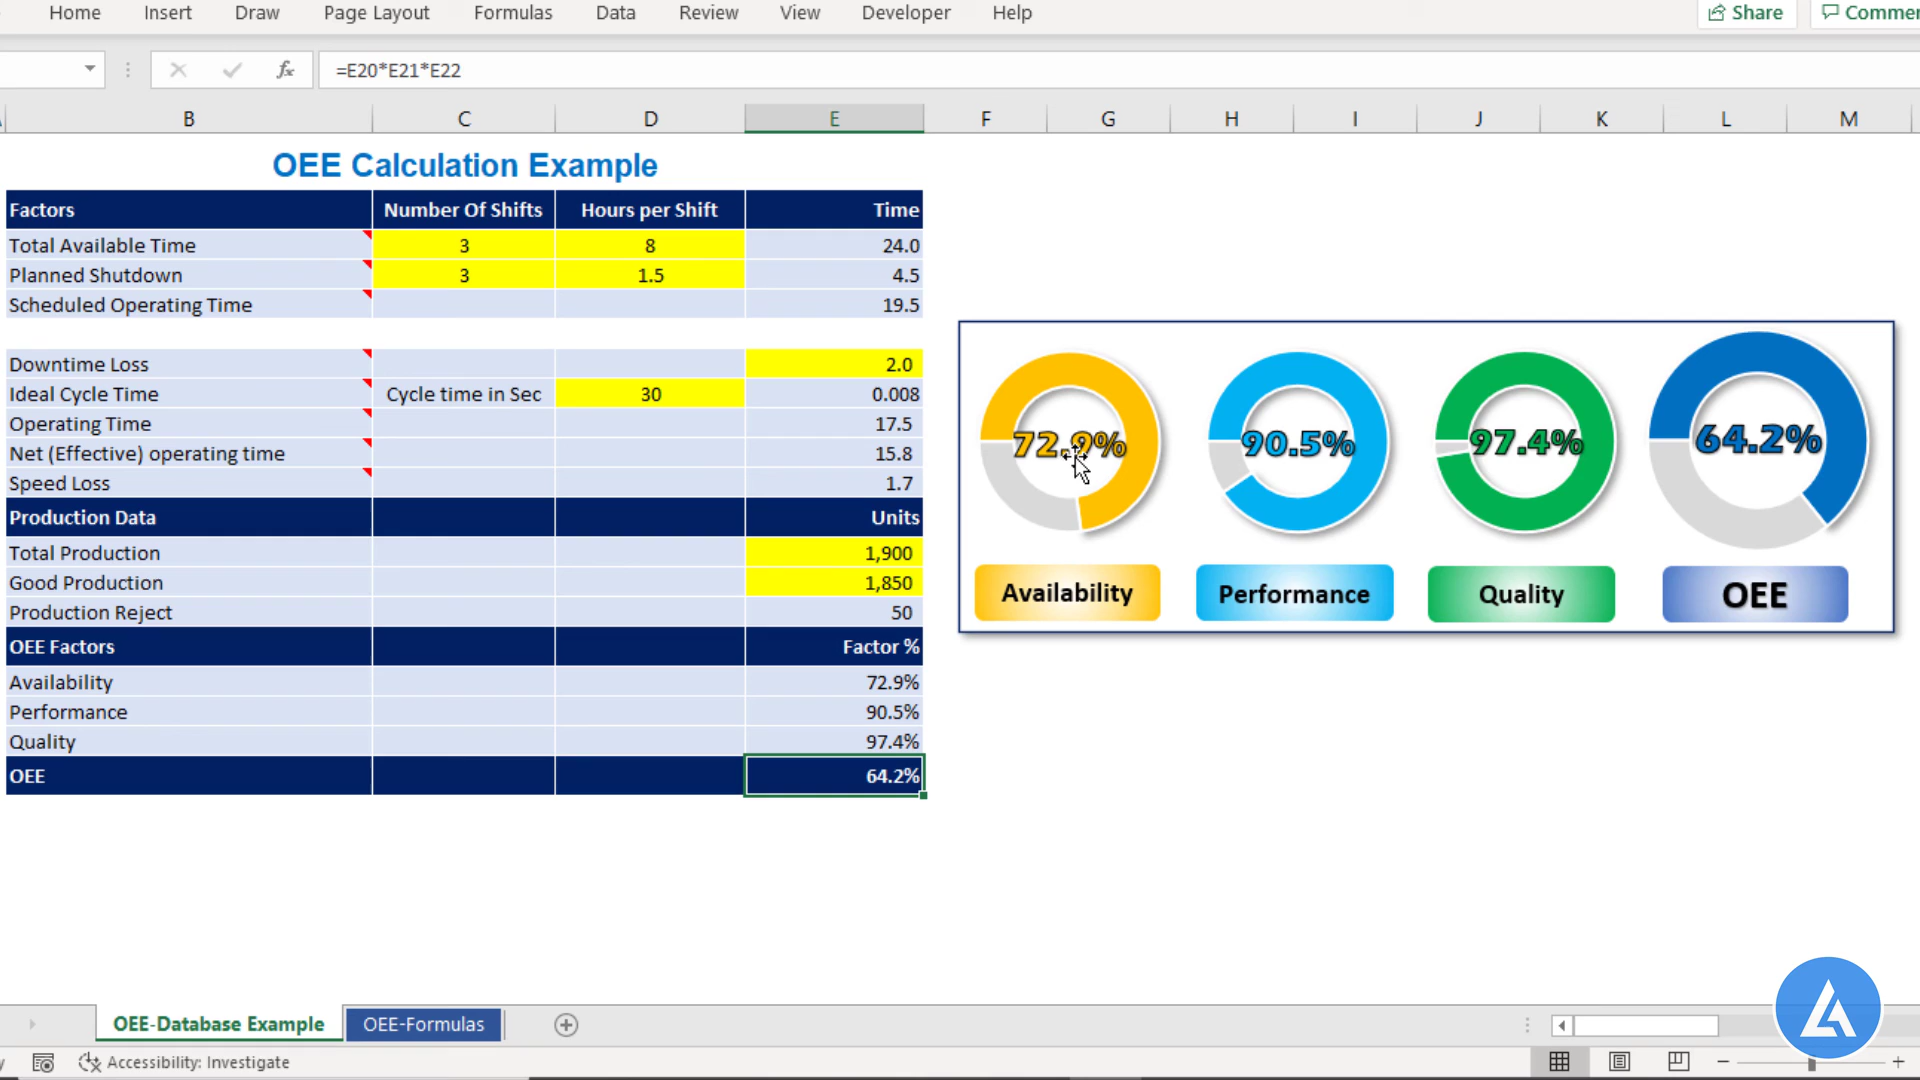 Home Insert Draw Page Layout Formulas Data Review View Developer Help Share
=E20*E21*E22
B C D E F G H I J K L M
OEE Calculation Example
Factors Number Of Shifts Hours per Shift Time
Total Available Time 3 8 24.0
Planned Shutdown 3 1.5 4.5
Scheduled Operating Time 19.5
Downtime Loss 2.0
Ideal Cycle Time Cycle time in Sec 30 0.008
Operating Time 17.5
Net (Effective) operating time 15.8
Speed Loss 1.7
Production Data Units
Total Production 1,900
Good Production 1,850
Production Reject 50
OEE Factors Factor %
Availability 72.9%
Performance 90.5%
Quality 97.4%
OEE 64.2%
72.9% 90.5% 97.4% 64.2%
Availability Performance Quality OEE
OEE-Database Example OEE-Formulas
Accessibility: Investigate